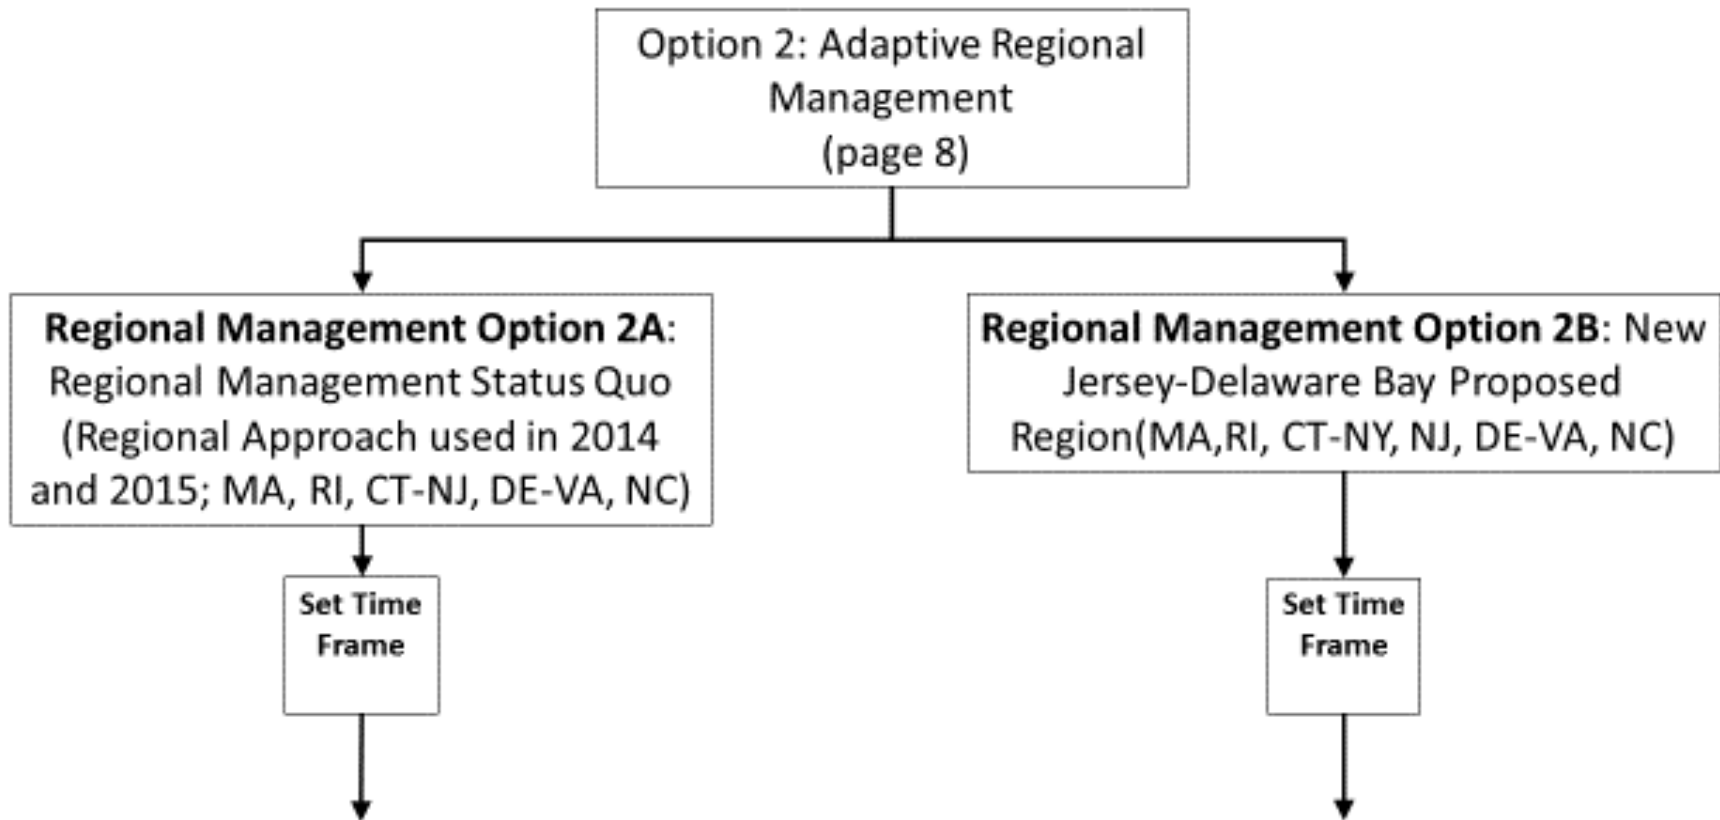 Option 2: Adaptive Regional
Management
(page 8)
Regional Management Option 2A:
Regional Management Status Quo
(Regional Approach used in 2014
and 2015; MA, RI, CT-NJ, DE-VA, NC)
Regional Management Option 2B: New
Jersey-Delaware Bay Proposed
Region(MA,RI, CT-NY, NJ, DE-VA, NC)
Set Time
Frame
Set Time
Frame